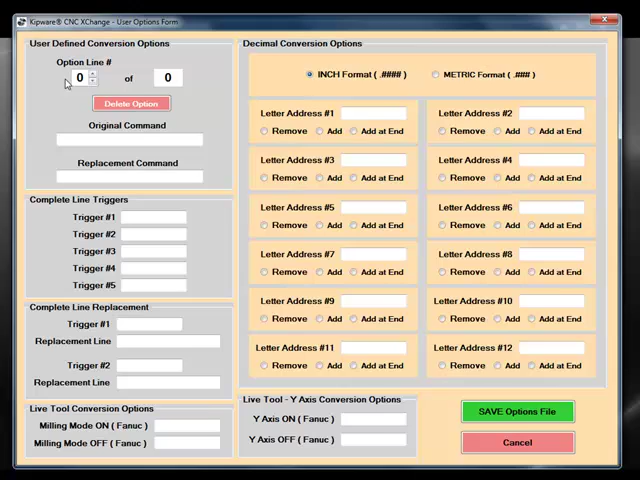 Kipware® CNC XChange - User Options Form
User Defined Conversion Options
Option Line #
0 of 0
Delete Option
Original Command
Replacement Command
Complete Line Triggers
Trigger #1
Trigger #2
Trigger #3
Trigger #4
Trigger #5
Complete Line Replacement
Trigger #1
Replacement Line
Trigger #2
Replacement Line
Live Tool Conversion Options
Milling Mode ON ( Fanuc )
Milling Mode OFF ( Fanuc )
Decimal Conversion Options
INCH Format ( .#### ) METRIC Format ( .### )
Letter Address #1 Letter Address #2
Remove Add Add at End Remove Add Add at End
Letter Address #3 Letter Address #4
Remove Add Add at End Remove Add Add at End
Letter Address #5 Letter Address #6
Remove Add Add at End Remove Add Add at End
Letter Address #7 Letter Address #8
Remove Add Add at End Remove Add Add at End
Letter Address #9 Letter Address #10
Remove Add Add at End Remove Add Add at End
Letter Address #11 Letter Address #12
Remove Add Add at End Remove Add Add at End
Live Tool - Y Axis Conversion Options
Y Axis ON ( Fanuc )
Y Axis OFF ( Fanuc )
SAVE Options File
Cancel